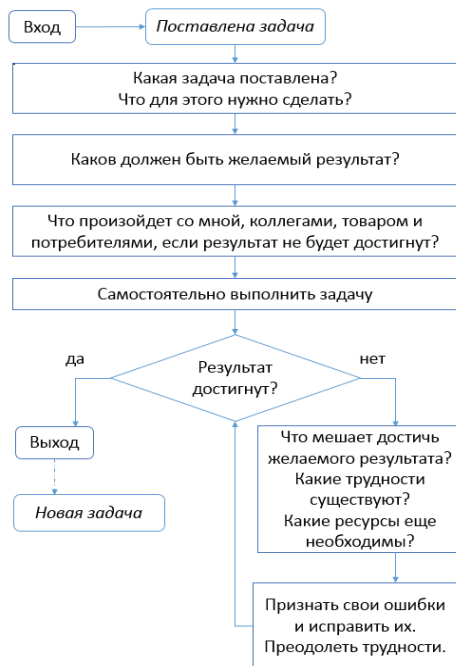 Вход
Поставлена задача
Какая задача поставлена?
Что для этого нужно сделать?
Каков должен быть желаемый результат?
Что произойдет со мной, коллегами, товаром и
потребителями, если результат не будет достигнут?
Самостоятельно выполнить задачу
Результат
достигнут?
да
нет
Выход
Новая задача
Что мешает достичь
желаемого результата?
Какие трудности
существуют?
Какие ресурсы еще
необходимы?
Признать свои ошибки
и исправить их.
Преодолеть трудности.